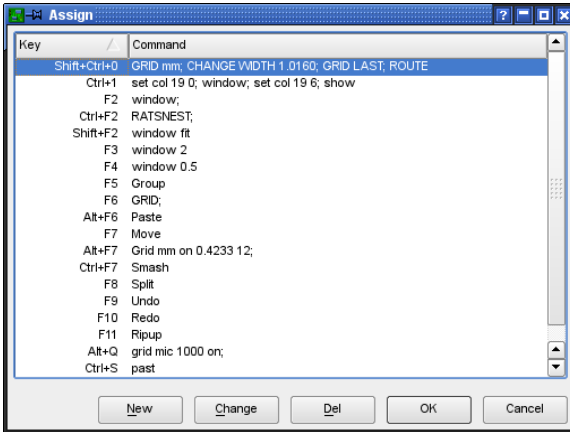 Assign
Key Command
Shift+Ctrl+0 GRID mm; CHANGE WIDTH 1.0160; GRID LAST; ROUTE
Ctrl+1 set col 19 0; window; set col 19 6; show
F2 window;
Ctrl+F2 RATSNEST;
Shift+F2 window fit
F3 window 2
F4 window 0.5
F5 Group
F6 GRID;
Alt+F6 Paste
F7 Move
Alt+F7 Grid mm on 0.4233 12;
Ctrl+F7 Smash
F8 Split
F9 Undo
F10 Redo
F11 Ripup
Alt+Q grid mic 1000 on;
Ctrl+S past
New Change Del OK Cancel